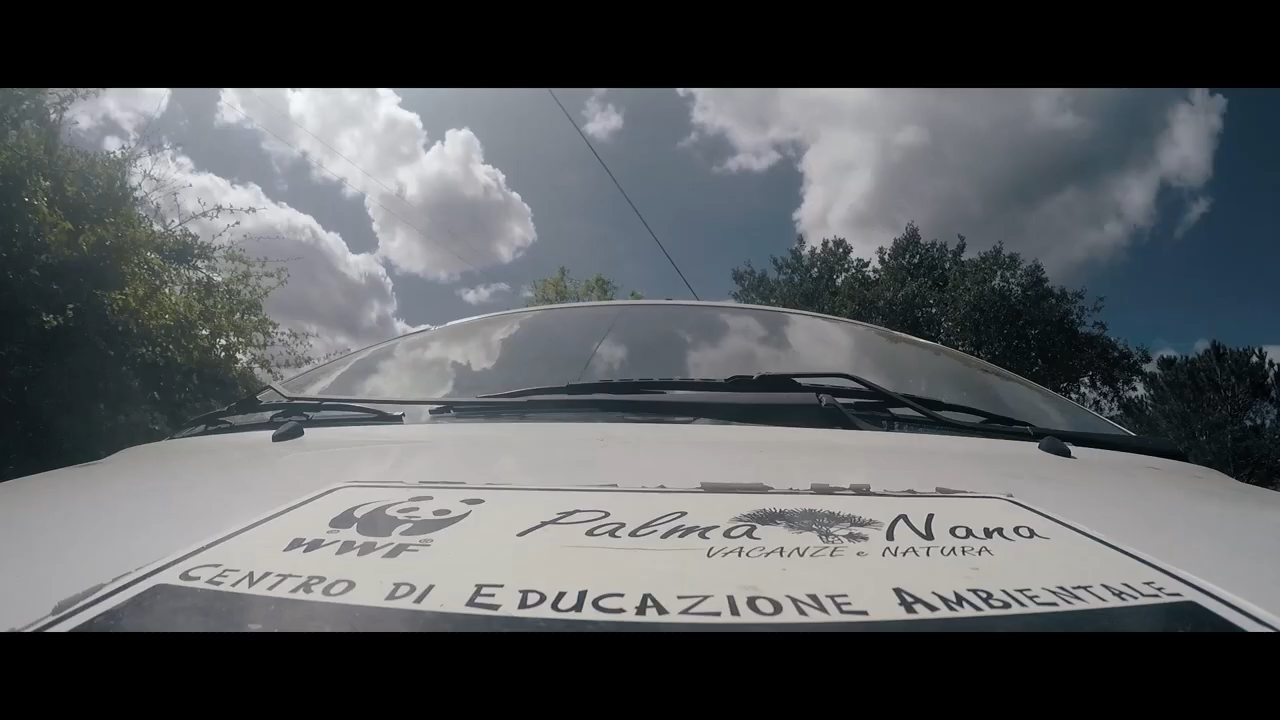 WWF®
Palma Nana
VACANZE e NATURA
CENTRO DI EDUCAZIONE AMBIENTALE